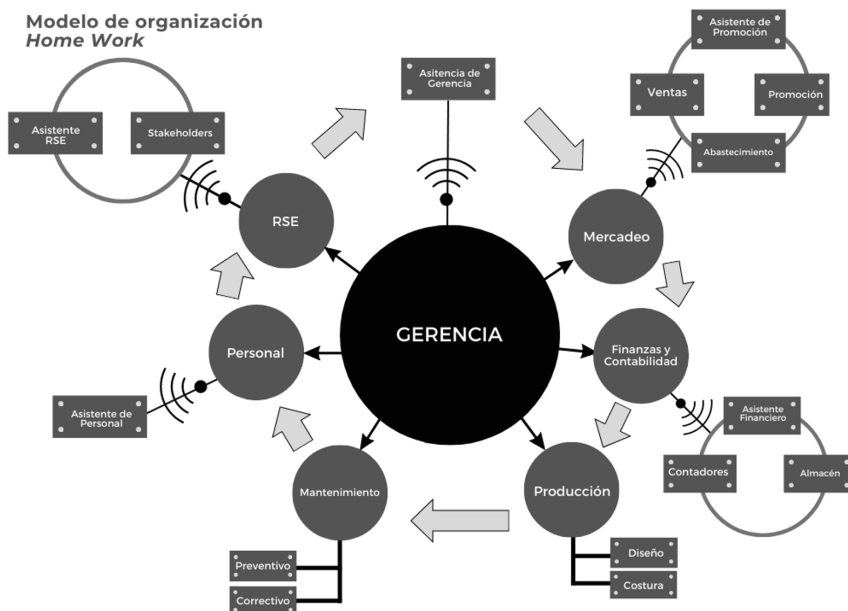 Modelo de organización
Home Work
Asistente de
Promoción
Ventas
Promoción
Abastecimiento
Asitencia de
Gerencia
Asistente
RSE
Stakeholders
RSE
Mercadeo
GERENCIA
Personal
Finanzas y
Contabilidad
Asistente de
Personal
Asistente
Financiero
Contadores
Almacén
Mantenimiento
Producción
Preventivo
Correctivo
Diseño
Costura